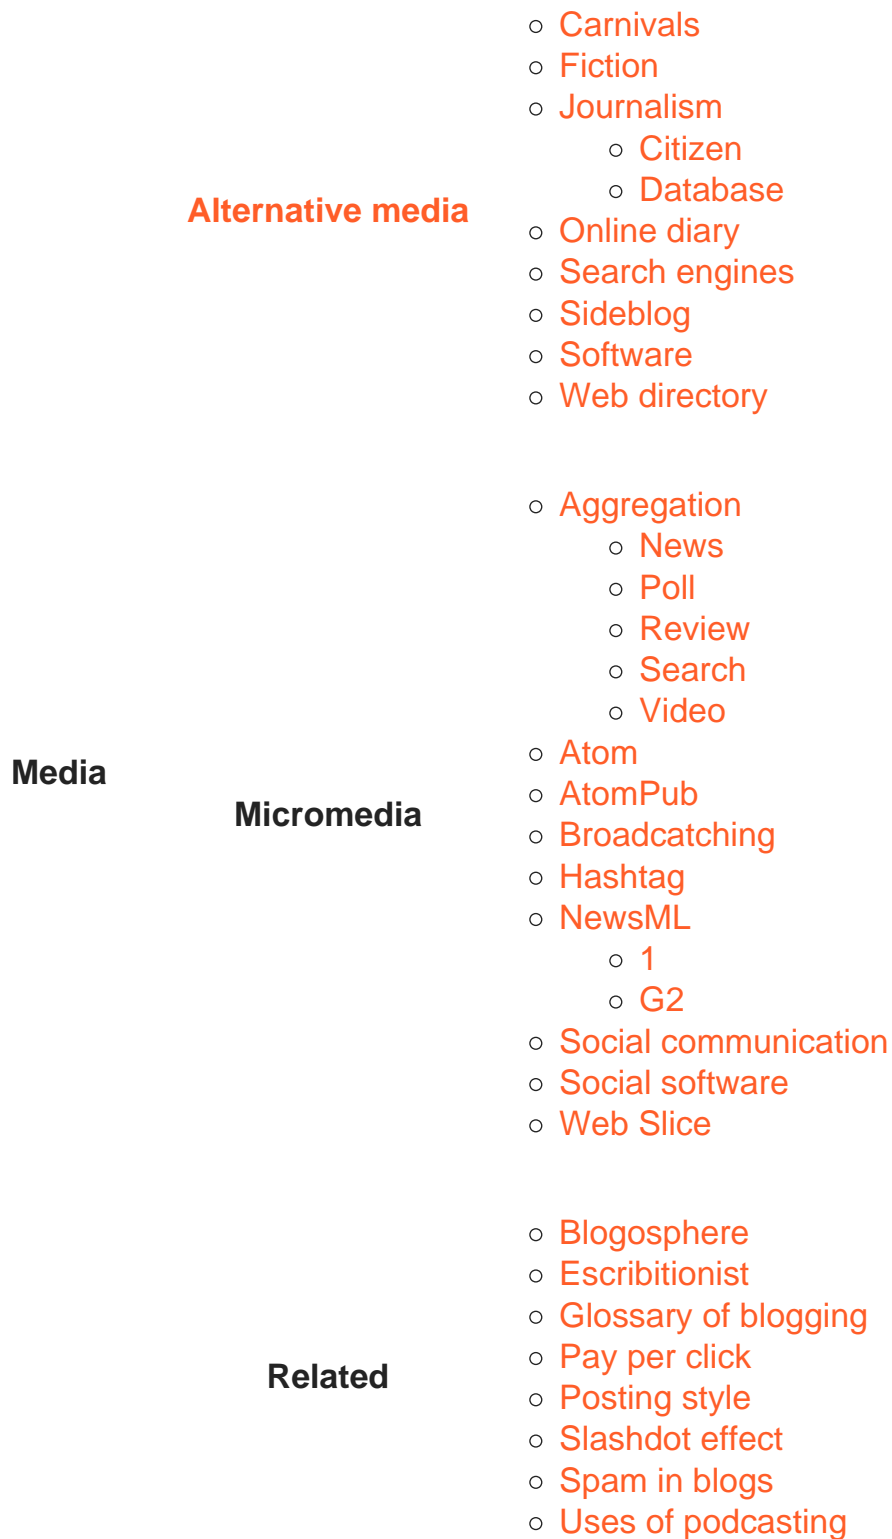 Media
Alternative media
Carnivals
Fiction
Journalism
Citizen
Database
Online diary
Search engines
Sideblog
Software
Web directory
Micromedia
Aggregation
News
Poll
Review
Search
Video
Atom
AtomPub
Broadcatching
Hashtag
NewsML
1
G2
Social communication
Social software
Web Slice
Related
Blogosphere
Escribitionist
Glossary of blogging
Pay per click
Posting style
Slashdot effect
Spam in blogs
Uses of podcasting